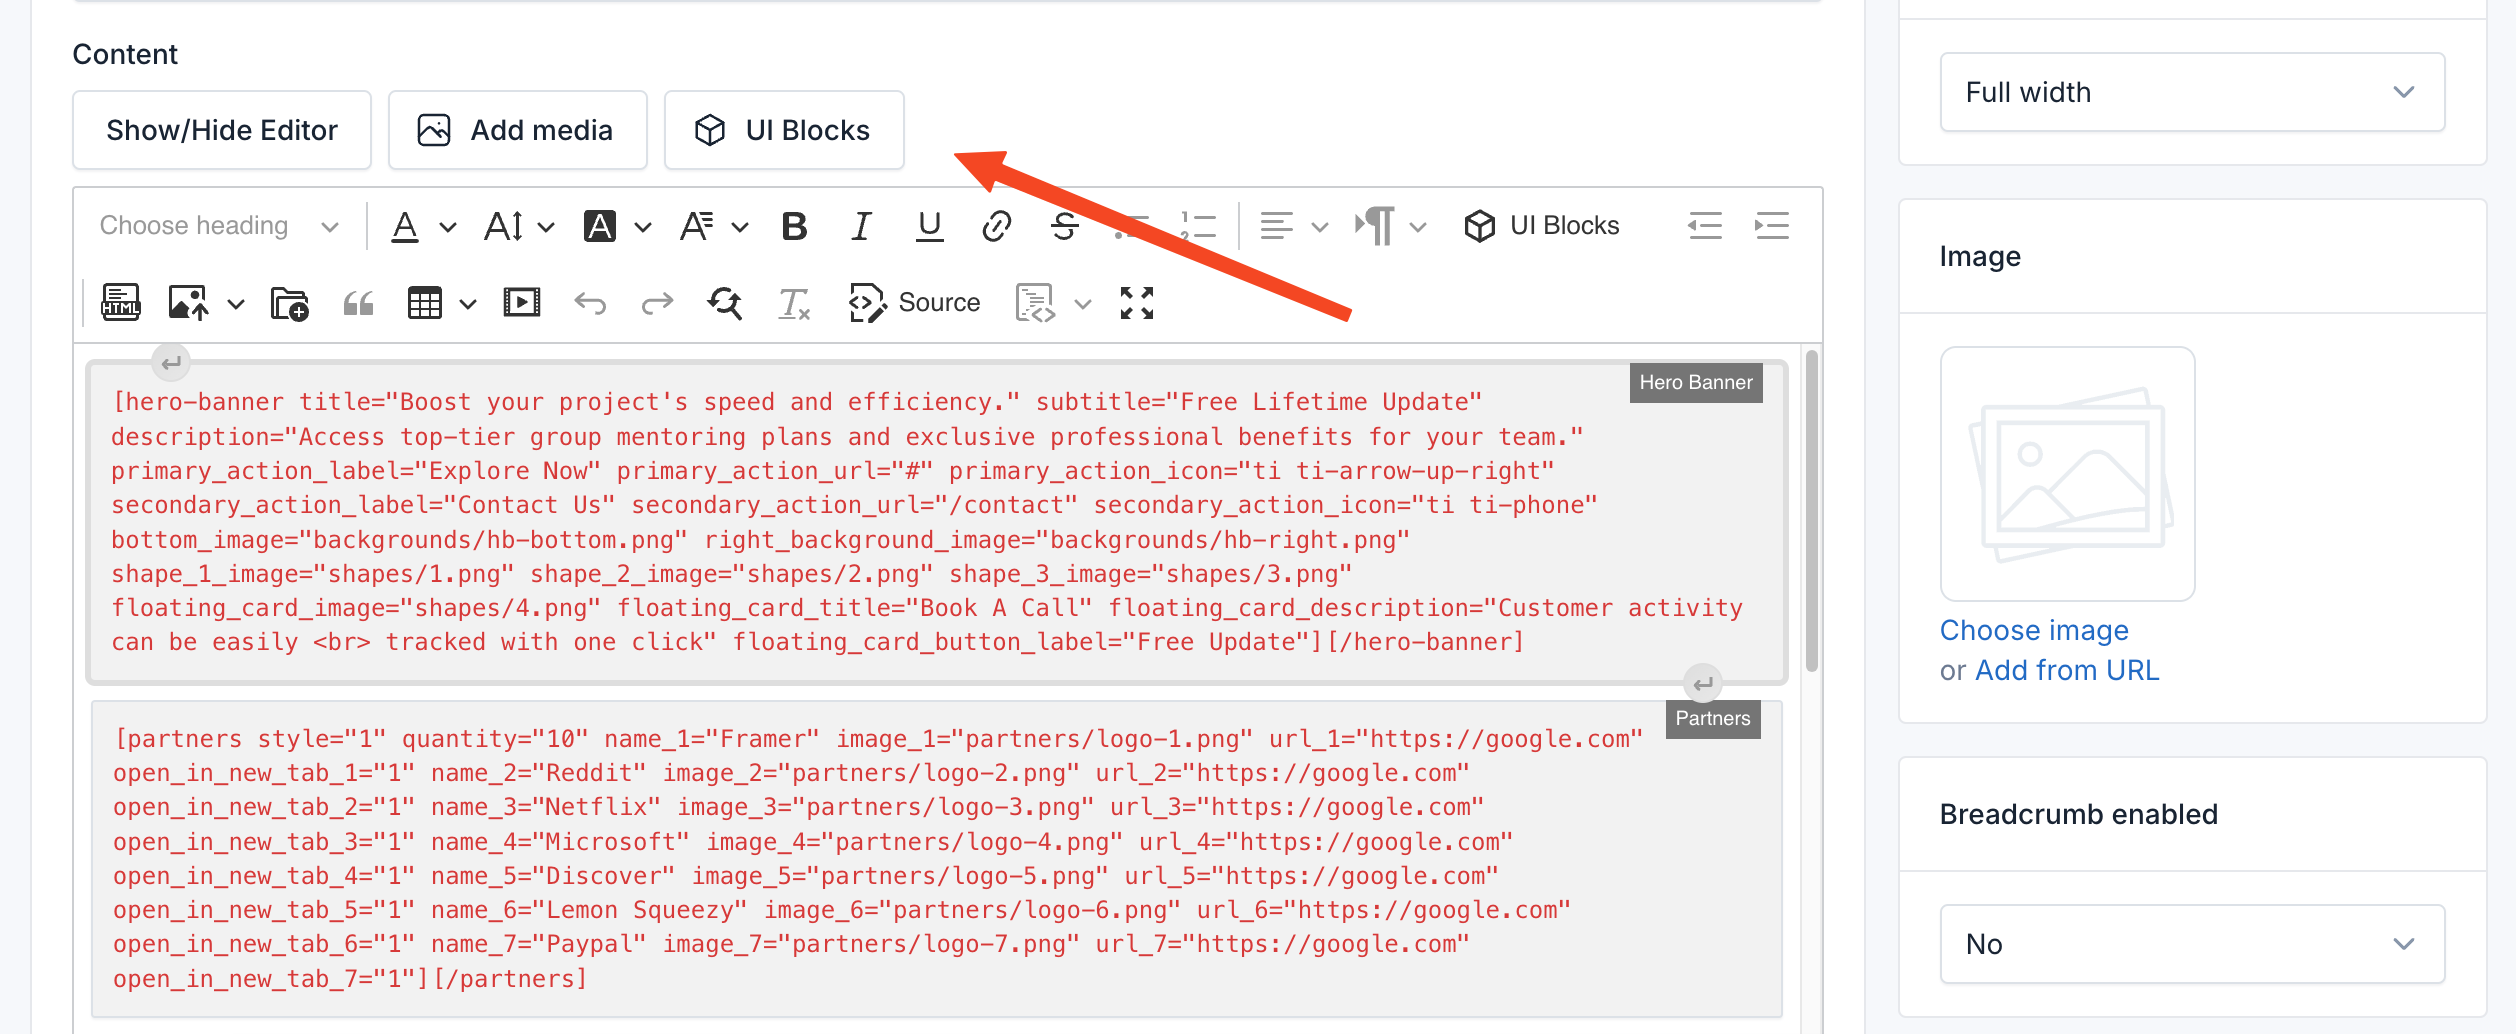 Content
Show/Hide Editor
Add media
UI Blocks
Choose heading
UI Blocks
HTML
Source
Hero Banner
[hero-banner title="Boost your project's speed and efficiency." subtitle="Free Lifetime Update"
description="Access top-tier group mentoring plans and exclusive professional benefits for your team."
primary_action_label="Explore Now" primary_action_url="#" primary_action_icon="ti ti-arrow-up-right"
secondary_action_label="Contact Us" secondary_action_url="/contact" secondary_action_icon="ti ti-phone"
bottom_image="backgrounds/hb-bottom.png" right_background_image="backgrounds/hb-right.png"
shape_1_image="shapes/1.png" shape_2_image="shapes/2.png" shape_3_image="shapes/3.png"
floating_card_image="shapes/4.png" floating_card_title="Book A Call" floating_card_description="Customer activity
can be easily <br> tracked with one click" floating_card_button_label="Free Update"][/hero-banner]
Partners
[partners style="1" quantity="10" name_1="Framer" image_1="partners/logo-1.png" url_1="https://google.com"
open_in_new_tab_1="1" name_2="Reddit" image_2="partners/logo-2.png" url_2="https://google.com"
open_in_new_tab_2="1" name_3="Netflix" image_3="partners/logo-3.png" url_3="https://google.com"
open_in_new_tab_3="1" name_4="Microsoft" image_4="partners/logo-4.png" url_4="https://google.com"
open_in_new_tab_4="1" name_5="Discover" image_5="partners/logo-5.png" url_5="https://google.com"
open_in_new_tab_5="1" name_6="Lemon Squeezy" image_6="partners/logo-6.png" url_6="https://google.com"
open_in_new_tab_6="1" name_7="Paypal" image_7="partners/logo-7.png" url_7="https://google.com"
open_in_new_tab_7="1"][/partners]
Full width
Image
Choose image
or Add from URL
Breadcrumb enabled
No